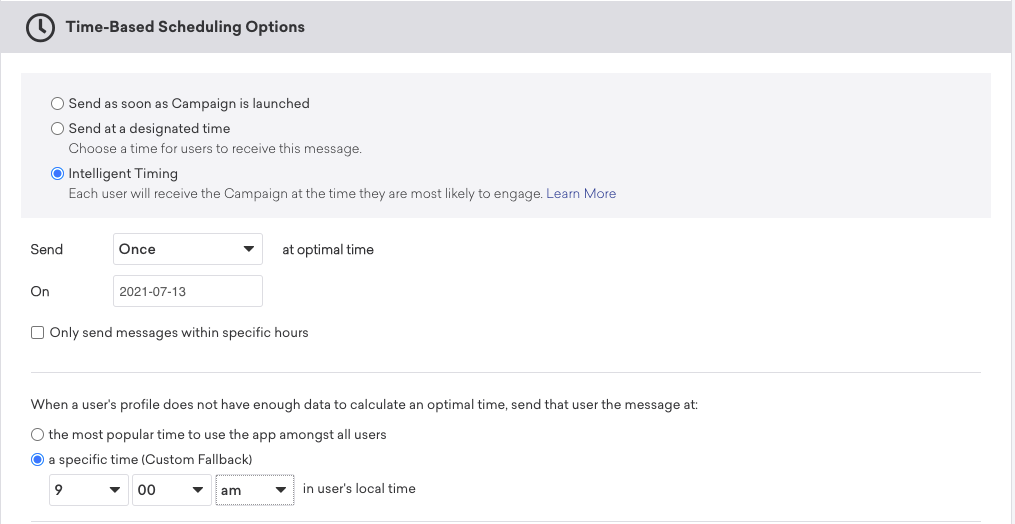 Time-Based Scheduling Options
Send as soon as Campaign is launched
Send at a designated time
Choose a time for users to receive this message.
Intelligent Timing
Each user will receive the Campaign at the time they are most likely to engage. Learn More
Send Once at optimal time
On 2021-07-13
Only send messages within specific hours
When a user's profile does not have enough data to calculate an optimal time, send that user the message at:
the most popular time to use the app amongst all users
a specific time (Custom Fallback)
9 00 am in user's local time